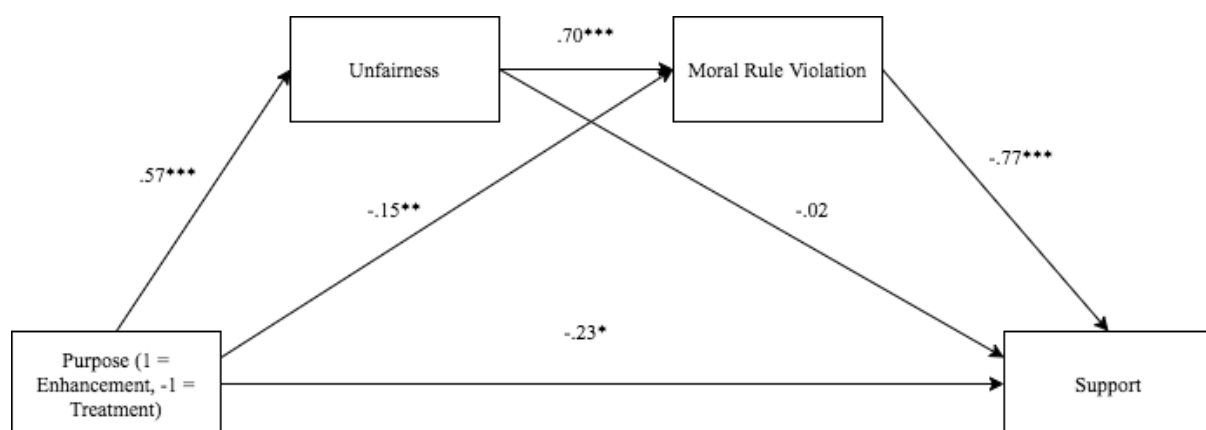 .70***
Unfairness
Moral Rule Violation
.57***
-.15**
-.02
-.77***
-.23*
Purpose (1 =
Enhancement, -1 =
Treatment)
Support